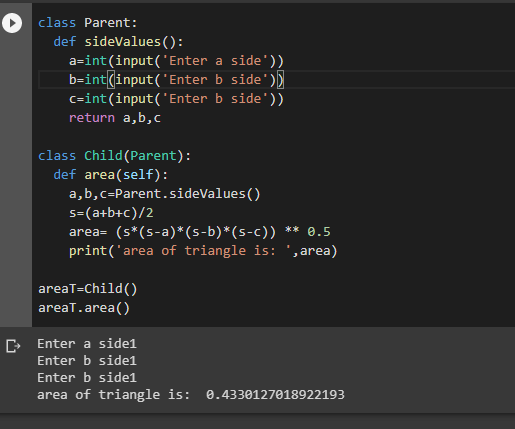 class Parent:
  def sideValues():
    a=int(input('Enter a side'))
    b=int(input('Enter b side'))
    c=int(input('Enter b side'))
    return a,b,c

class Child(Parent):
  def area(self):
    a,b,c=Parent.sideValues()
    s=(a+b+c)/2
    area= (s*(s-a)*(s-b)*(s-c)) ** 0.5
    print('area of triangle is: ',area)

areaT=Child()
areaT.area()
Enter a side1
Enter b side1
Enter b side1
area of triangle is:  0.4330127018922193